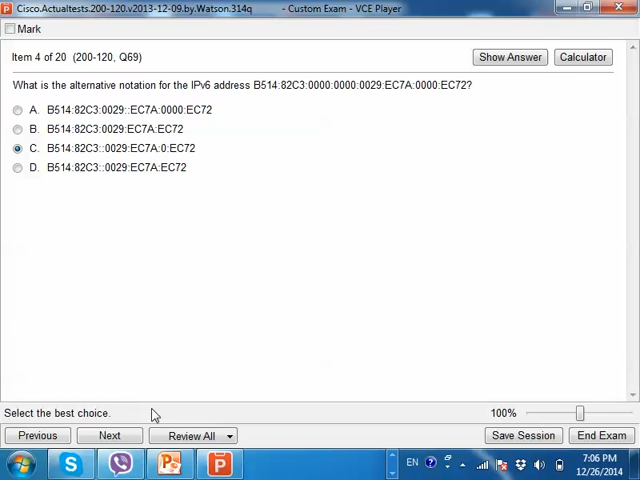 Cisco.Actualtests.200-120.v2013-12-09.by.Watson.314q - Custom Exam - VCE Player
Mark
Item 4 of 20 (200-120, Q69)
Show Answer
Calculator
What is the alternative notation for the IPv6 address B514:82C3:0000:0000:0029:EC7A:0000:EC72?
A. B514:82C3:0029::EC7A:0000:EC72
B. B514:82C3:0029:EC7A:EC72
C. B514:82C3::0029:EC7A:0:EC72
D. B514:82C3::0029:EC7A:EC72
Select the best choice.
100%
Previous
Next
Review All
Save Session
End Exam
EN
7:06 PM
12/26/2014